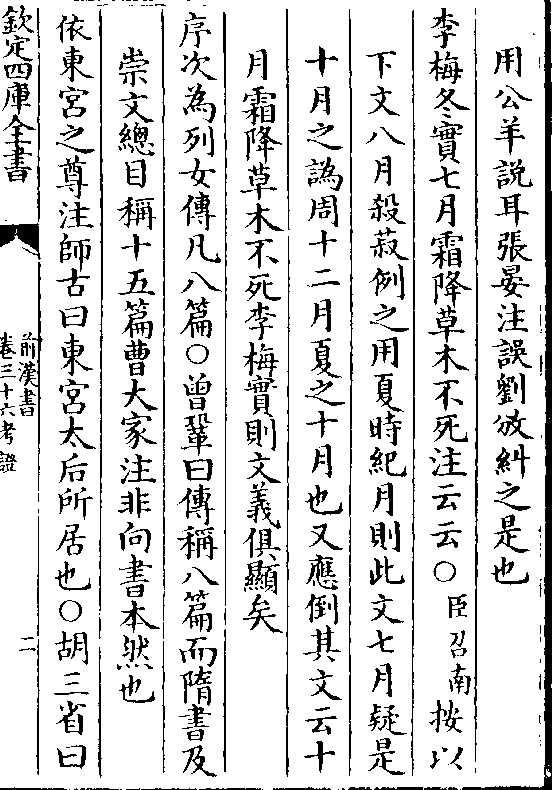 用公羊説耳張晏注誤劉攽糾之是也
李梅冬實七月霜降草木不死注云云○臣召南按以
下文八月殺菽例之用夏時紀月則此文七月疑是
十月之譌周十二月夏之十月也又應倒其文云十
月霜降草木不死李梅實則文義俱顯矣
序次為列女傳凡八篇○曾鞏曰傳稱八篇而隋書及
崇文總目稱十五篇曹大家注非向書本然也
依東宮之尊注師古曰東宮太后所居也○胡三省曰
欽定四庫全書
前漢書
卷三十六考證
二